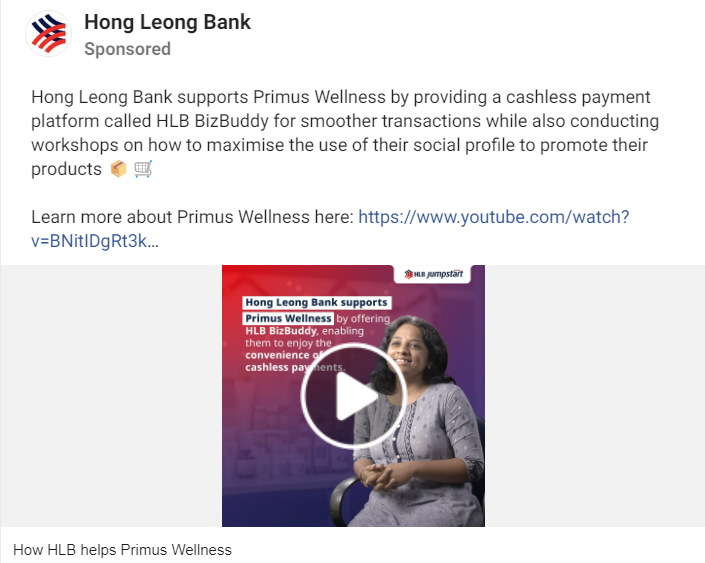 Hong Leong Bank
Sponsored
Hong Leong Bank supports Primus Wellness by providing a cashless payment
platform called HLB BizBuddy for smoother transactions while also conducting
workshops on how to maximise the use of their social profile to promote their
products 📦 🛒
Learn more about Primus Wellness here: https://www.youtube.com/watch?
v=BNitIDgRt3k...
HLB Jumpstart
Hong Leong Bank supports
Primus Wellness by offering
HLB BizBuddy, enabling
them to enjoy the
convenience of
cashless payments.
How HLB helps Primus Wellness